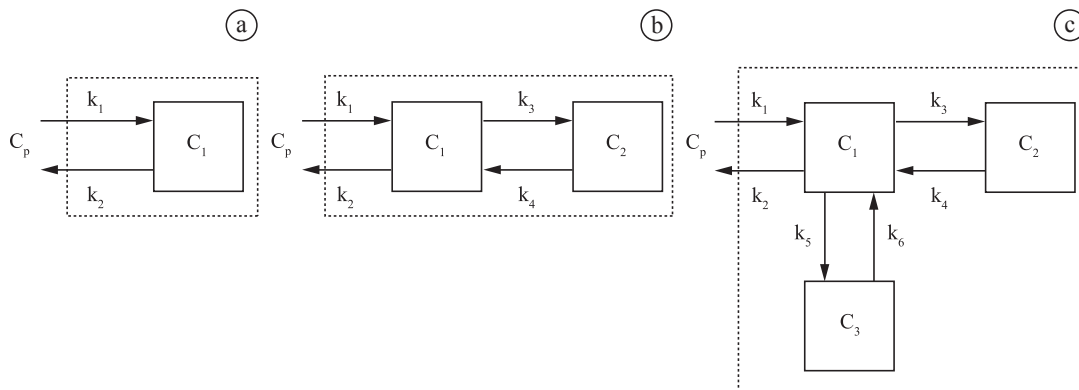 a
k₁
C₁
Cₚ
k₂
b
k₁
k₃
Cₚ
C₁
C₂
k₂
k₄
c
k₁
k₃
Cₚ
C₁
C₂
k₂
k₄
k₅
k₆
C₃